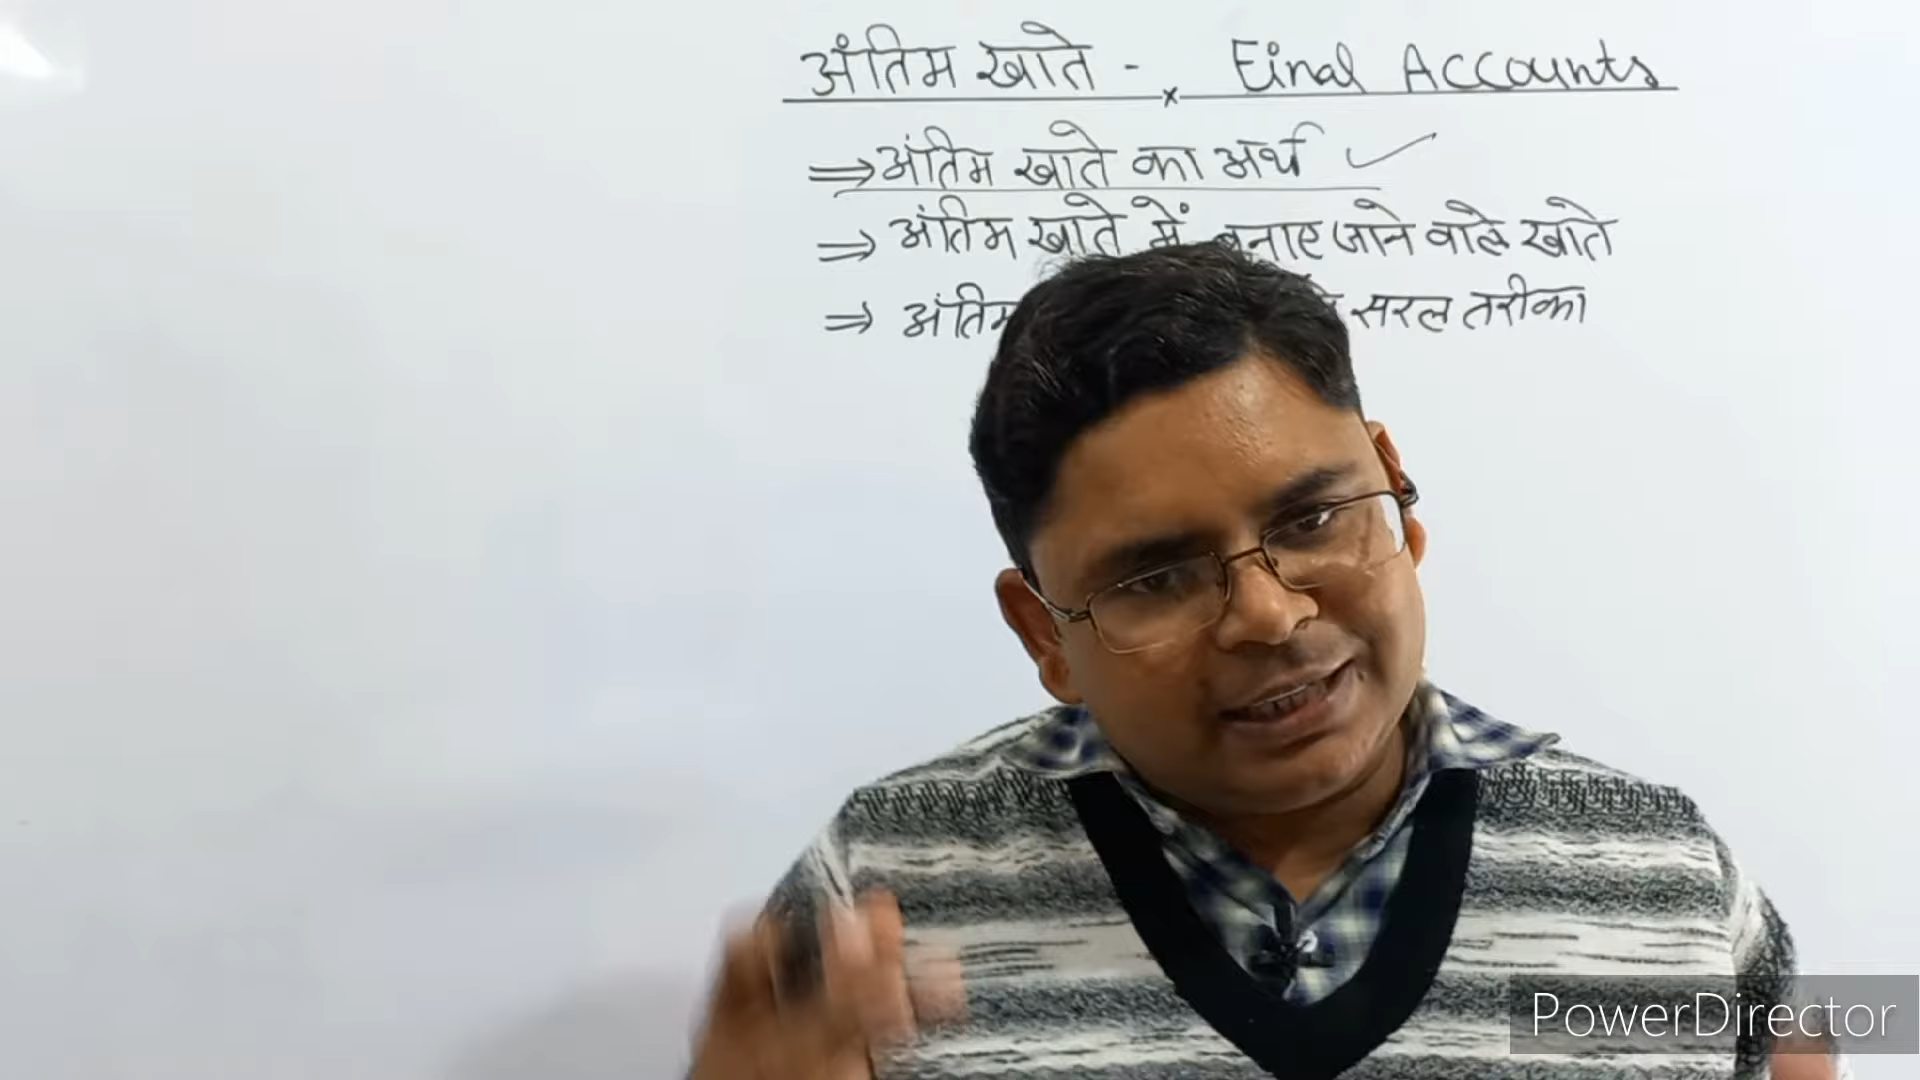 अंतिम खाते - Final Accounts
⇒ अंतिम खाते का अर्थ ✓
⇒ अंतिम खाते में बनाए जाने वाले खाते
⇒ अंतिम सरल तरीका
PowerDirector